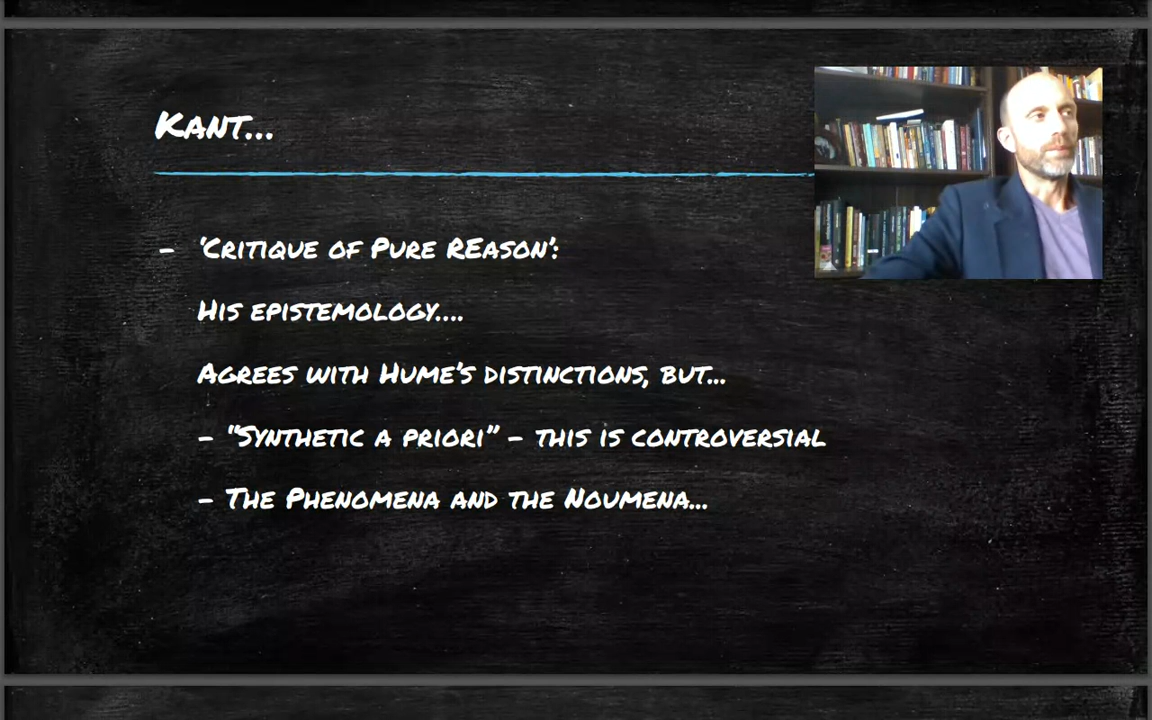 Kant...
- 'Critique of Pure REason':
His epistemology....
Agrees with Hume's distinctions, but...
- "Synthetic a priori" - this is controversial
- The Phenomena and the Noumena...